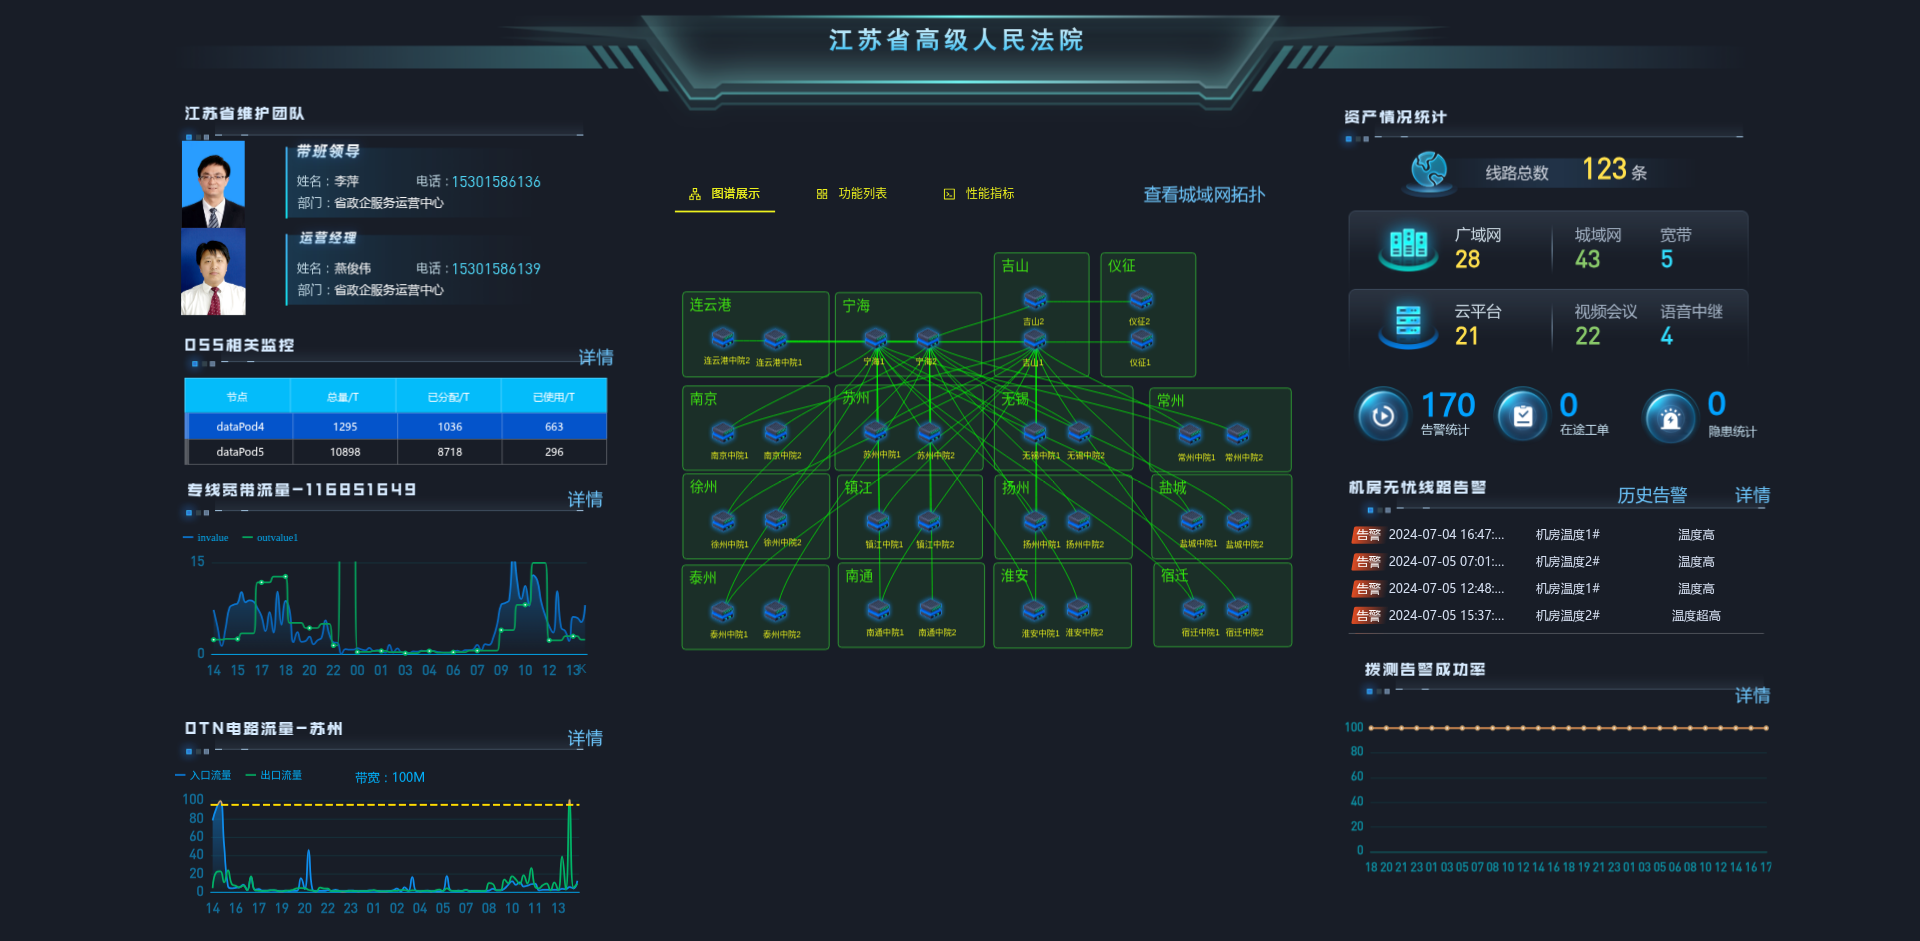 江苏省高级人民法院
江苏省维护团队
带班领导
姓名：李萍 电话：15301586136
部门：省政企服务运营中心
运营经理
姓名：燕俊伟 电话：15301586139
部门：省政企服务运营中心
OSS相关监控
详情
节点 总量/T 已分配/T 已使用/T
dataPod4 1295 1036 663
dataPod5 10898 8718 296
专线宽带流量-116851649
详情
invalue outvalue1
15
0
14 15 17 18 20 22 00 01 03 04 06 07 09 10 12 13K
OTN电路流量-苏州
详情
入口流量 出口流量 带宽：100M
100
80
60
40
20
0
14 16 17 19 20 22 23 01 02 04 05 07 08 10 11 13
图谱展示 功能列表 性能指标 查看城域网拓扑
吉山 仪征
吉山2 仪征2
连云港 宁海
连云港中院2 连云港中院1 宁海1 宁海2 吉山1 仪征1
南京 苏州 无锡 常州
南京中院1 南京中院2 苏州中院1 苏州中院2 无锡中院1 无锡中院2 常州中院1 常州中院2
徐州 镇江 扬州 盐城
徐州中院1 徐州中院2 镇江中院1 镇江中院2 扬州中院1 扬州中院2 盐城中院1 盐城中院2
泰州 南通 淮安 宿迁
泰州中院1 泰州中院2 南通中院1 南通中院2 淮安中院1 淮安中院2 宿迁中院1 宿迁中院2
资产情况统计
线路总数 123 条
广域网 城域网 宽带
28 43 5
云平台 视频会议 语音中继
21 22 4
170 0 0
告警统计 在途工单 隐患统计
机房无忧线路告警
历史告警 详情
告警 2024-07-04 16:47:... 机房温度1# 温度高
告警 2024-07-05 07:01:... 机房温度2# 温度高
告警 2024-07-05 12:48:... 机房温度1# 温度高
告警 2024-07-05 15:37:... 机房温度2# 温度超高
拨测告警成功率
详情
100
80
60
40
20
0
18 20 21 23 01 03 05 07 08 10 12 14 16 18 19 21 23 01 03 05 06 08 10 12 14 16 17